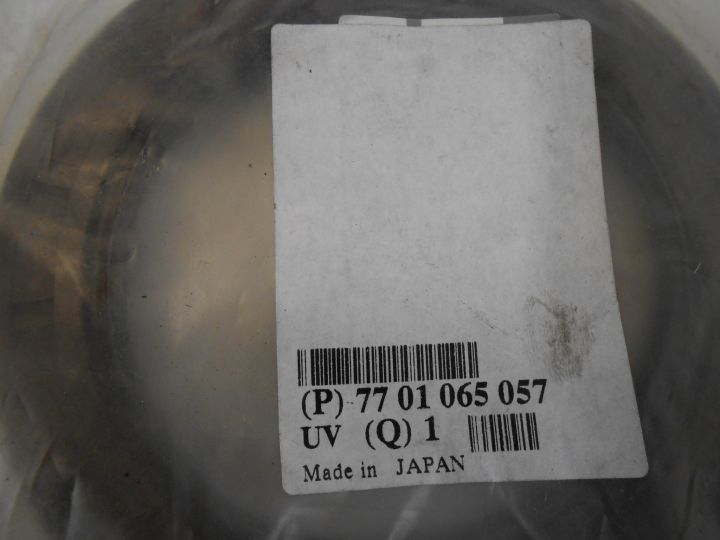 (P) 77 01 065 057
UV (Q) 1
Made in JAPAN